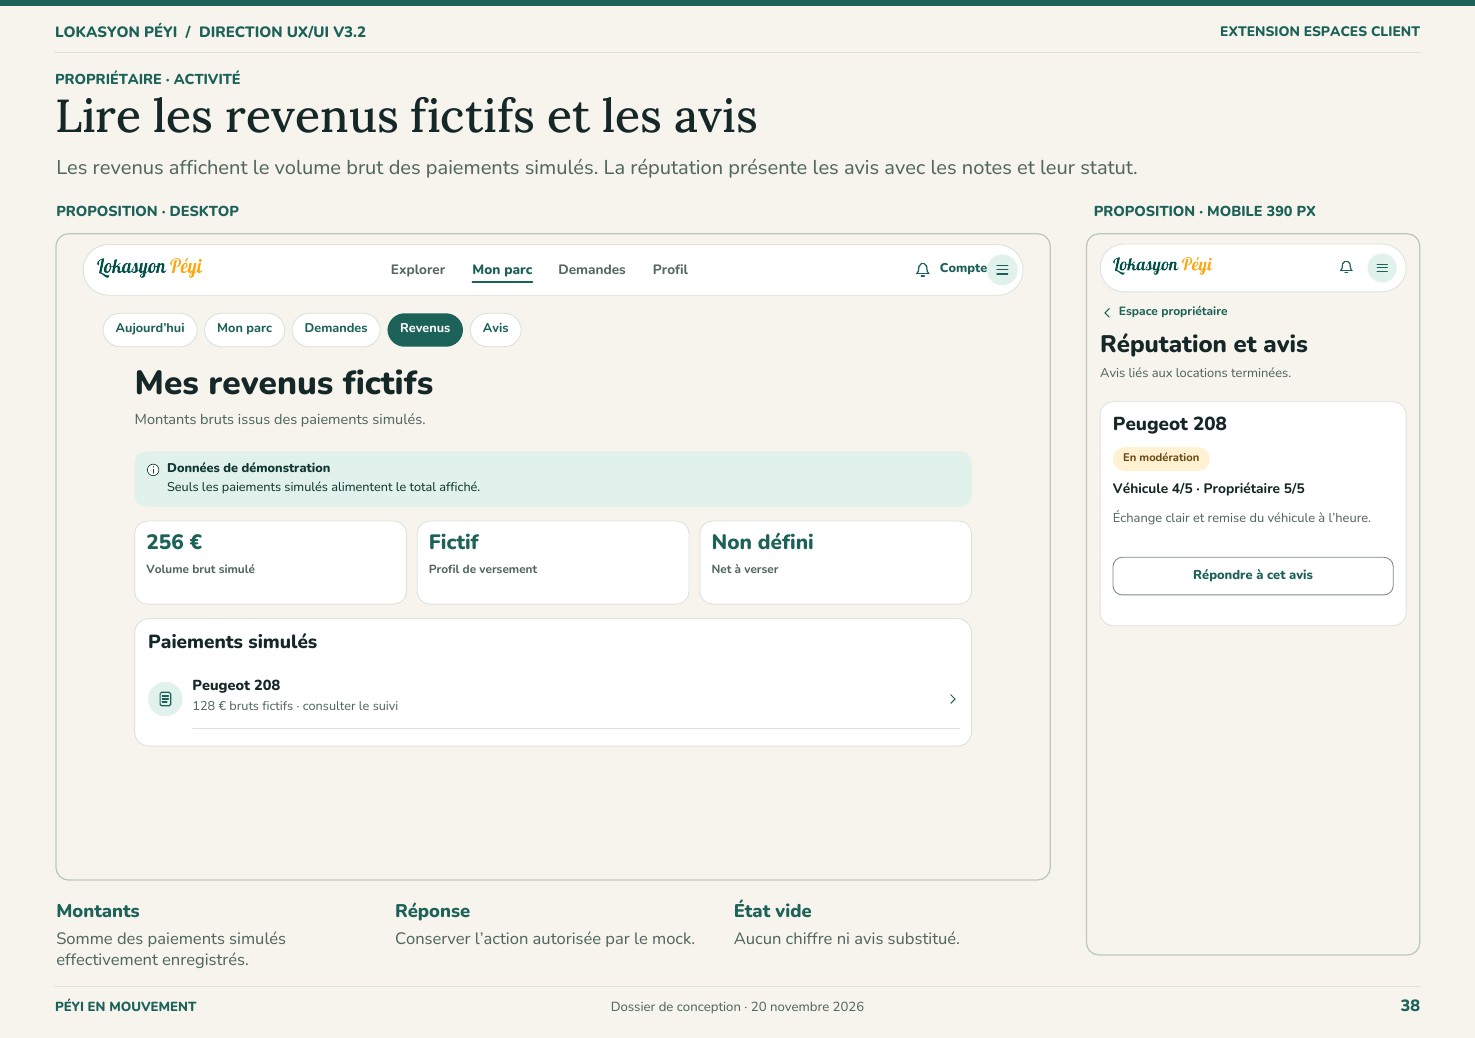 LOKASYON PÉYI / DIRECTION UX/UI V3.2
EXTENSION ESPACES CLIENT
PROPRIÉTAIRE · ACTIVITÉ
Lire les revenus fictifs et les avis
Les revenus affichent le volume brut des paiements simulés. La réputation présente les avis avec les notes et leur statut.
PROPOSITION · DESKTOP
Lokasyon Péyi
Explorer
Mon parc
Demandes
Profil
Compte
Aujourd’hui
Mon parc
Demandes
Revenus
Avis
Mes revenus fictifs
Montants bruts issus des paiements simulés.
Données de démonstration
Seuls les paiements simulés alimentent le total affiché.
256 €
Volume brut simulé
Fictif
Profil de versement
Non défini
Net à verser
Paiements simulés
Peugeot 208
128 € bruts fictifs · consulter le suivi
PROPOSITION · MOBILE 390 PX
Lokasyon Péyi
Espace propriétaire
Réputation et avis
Avis liés aux locations terminées.
Peugeot 208
En modération
Véhicule 4/5 · Propriétaire 5/5
Échange clair et remise du véhicule à l’heure.
Répondre à cet avis
Montants
Somme des paiements simulés
effectivement enregistrés.
Réponse
Conserver l’action autorisée par le mock.
État vide
Aucun chiffre ni avis substitué.
PÉYI EN MOUVEMENT
Dossier de conception · 20 novembre 2026
38